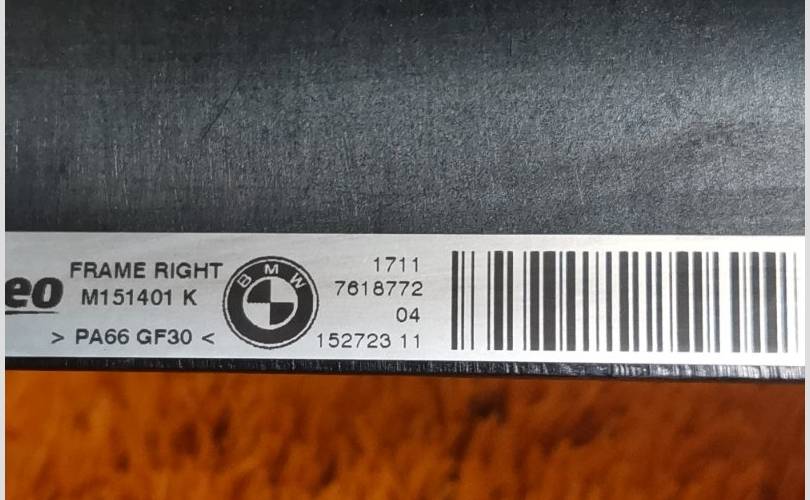 eo
FRAME RIGHT
M151401 K
> PA66 GF30 <
BMW
1711
7618772
04
152723 11